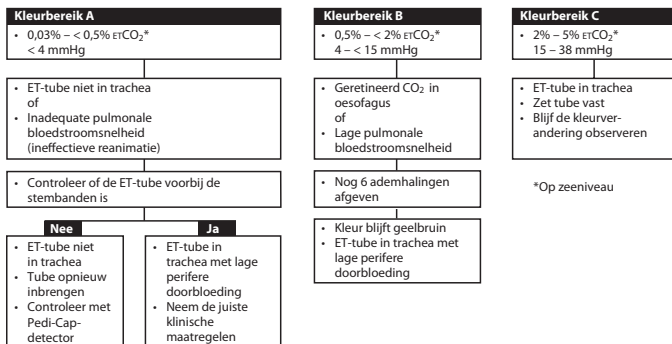 Kleurbereik A
• 0,03% – < 0,5% ETCO₂*
< 4 mmHg
• ET-tube niet in trachea
of
• Inadequate pulmonale
bloedstroomsnelheid
(ineffectieve reanimatie)
• Controleer of de ET-tube voorbij de
stembanden is
Nee
• ET-tube niet
in trachea
• Tube opnieuw
inbrengen
• Controleer met
Pedi-Cap-
detector
Ja
• ET-tube in
trachea met lage
perifere
doorbloeding
• Neem de juiste
klinische
maatregelen
Kleurbereik B
• 0,5% – < 2% ETCO₂*
4 – < 15 mmHg
• Geretineerd CO₂ in
oesofagus
of
• Lage pulmonale
bloedstroomsnelheid
• Nog 6 ademhalingen
afgeven
• Kleur blijft geelbruin
• ET-tube in trachea met
lage perifere
doorbloeding
Kleurbereik C
• 2% – 5% ETCO₂*
15 – 38 mmHg
• ET-tube in trachea
• Zet tube vast
• Blijf de kleurver-
andering observeren
*Op zeeniveau